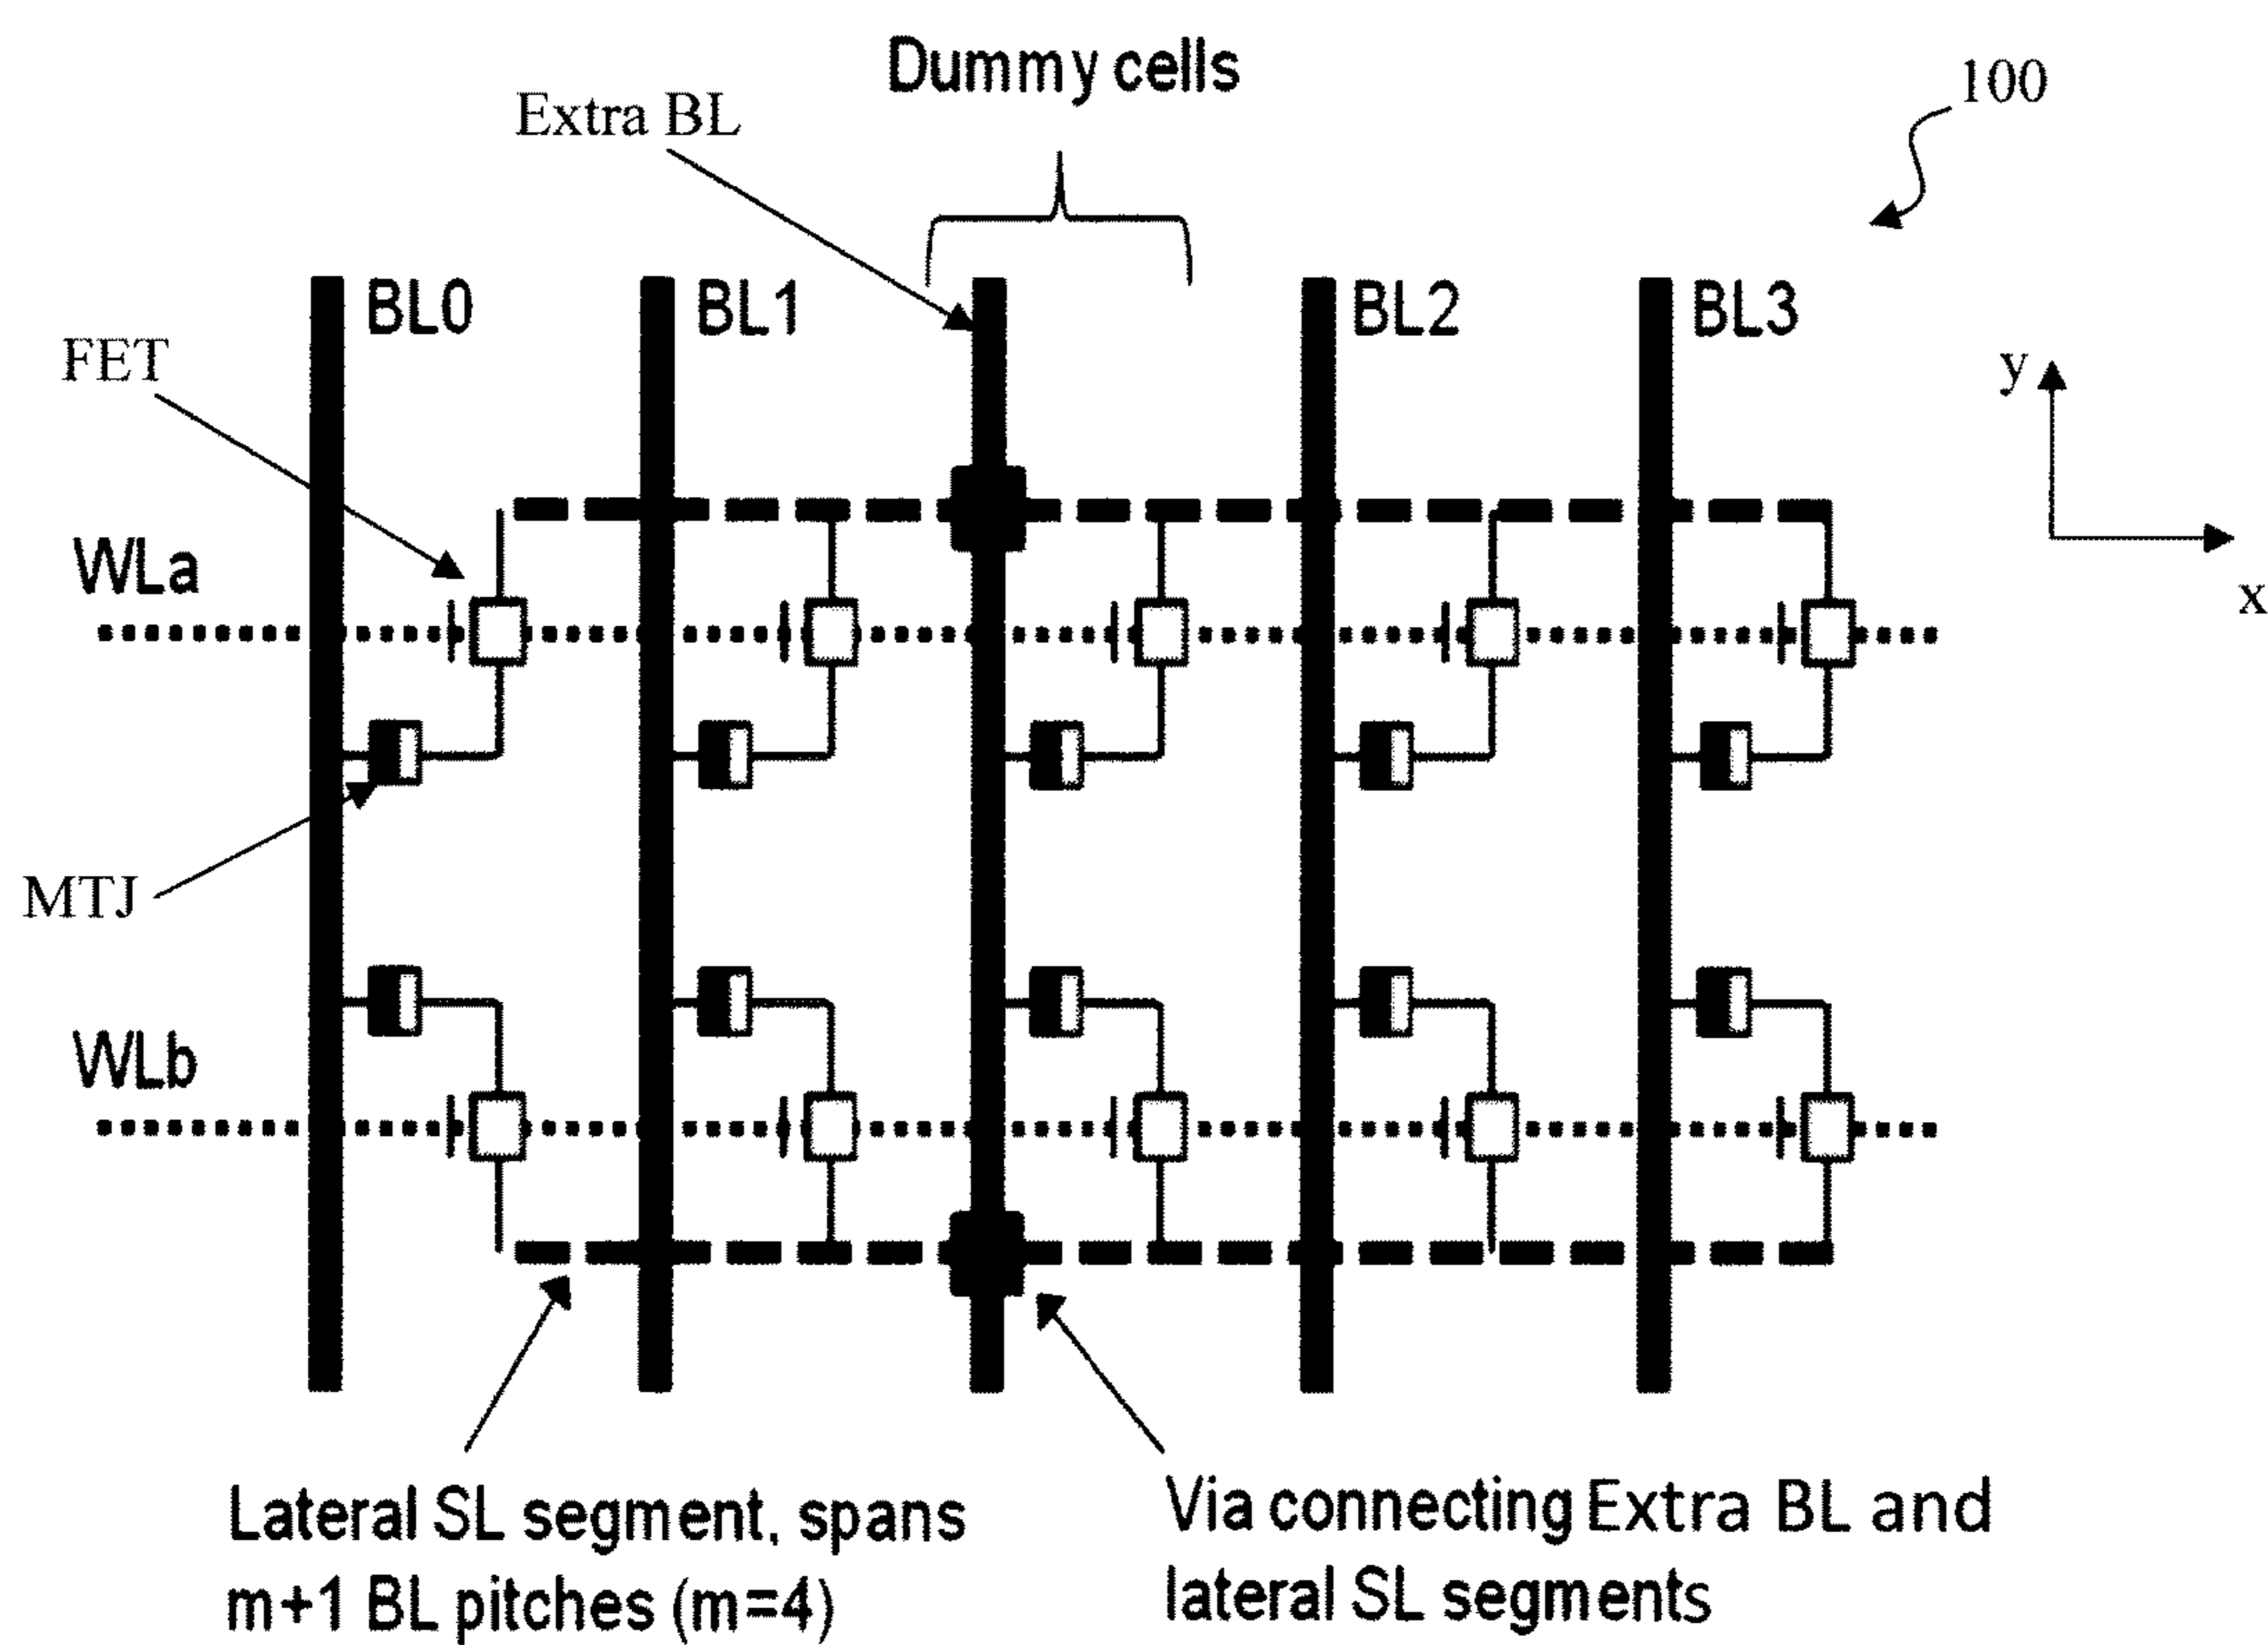 Dummy cells
Extra BL
100
BL0
BL1
BL2
BL3
FET
y
WLa
x
MTJ
WLb
Lateral SL segment, spans
m+1 BL pitches (m=4)
Via connecting Extra BL and
lateral SL segments